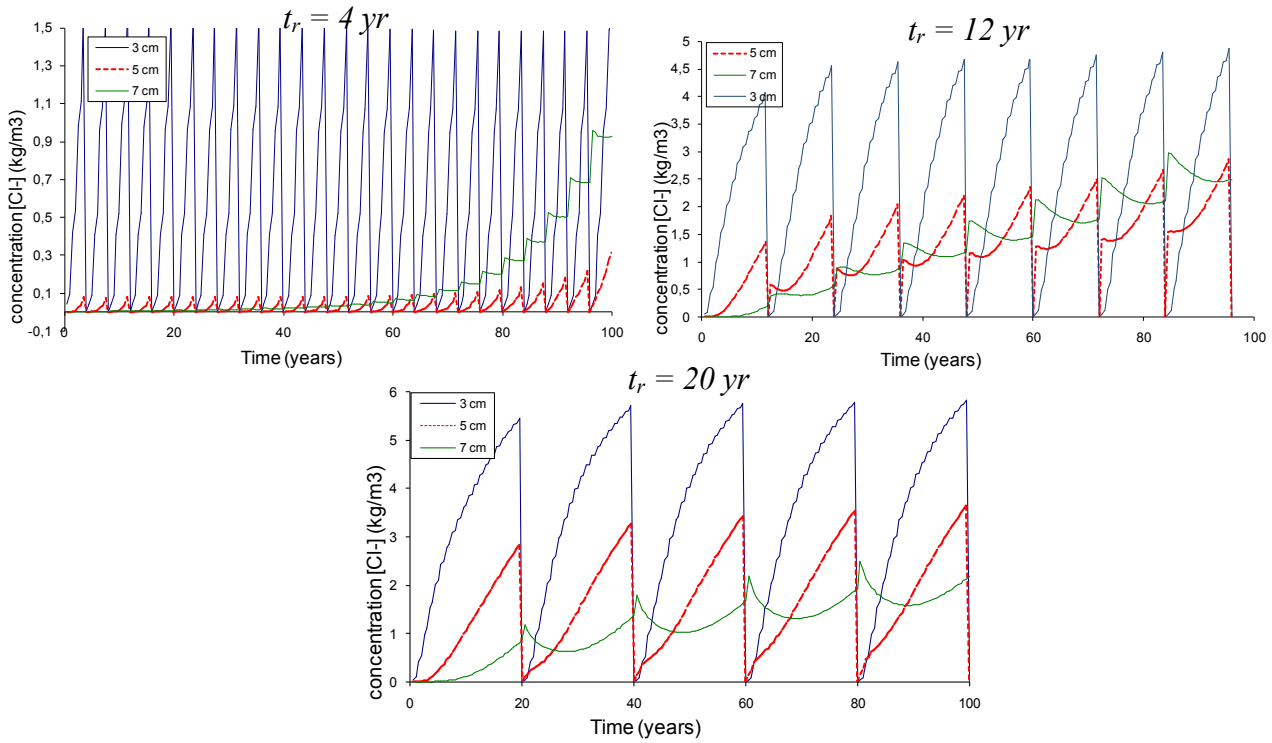 t_r = 4 yr
1,5
1,3
1,1
0,9
0,7
0,5
0,3
0,1
-0,1
concentration [Cl-] (kg/m3)
3 cm
5 cm
7 cm
0
20
40
60
80
100
Time (years)
t_r = 12 yr
5
4,5
4
3,5
3
2,5
2
1,5
1
0,5
0
concentration [Cl-] (kg/m3)
5 cm
7 cm
3 cm
0
20
40
60
80
100
Time (years)
t_r = 20 yr
6
5
4
3
2
1
0
concentration [Cl-] (kg/m3)
3 cm
5 cm
7 cm
0
20
40
60
80
100
Time (years)